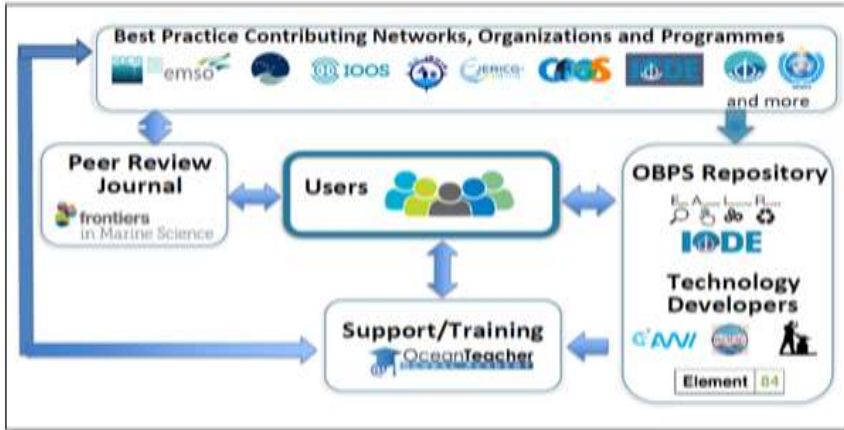 Best Practice Contributing Networks, Organizations and Programmes
emso
IOOS
JERICO
IODE
and more
Peer Review
Journal
frontiers
in Marine Science
Users
OBPS Repository
E... A... I... R...
IODE
Technology
Developers
Element 84
Support/Training
OceanTeacher